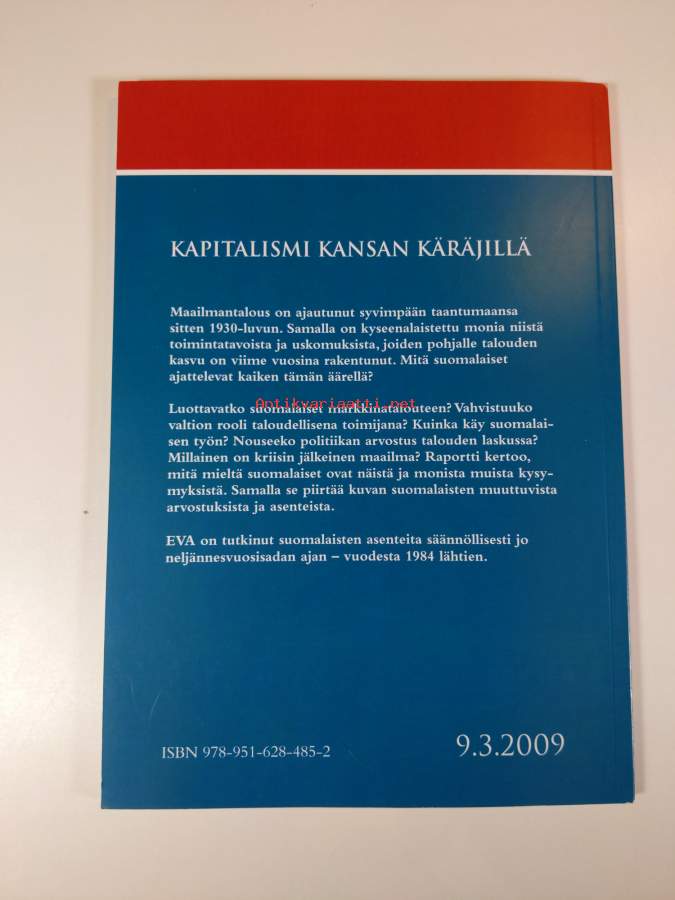 KAPITALISMI KANSAN KÄRÄJILLÄ
Maailmantalous on ajautunut syvimpään taantumaansa
sitten 1930-luvun. Samalla on kyseenalaistettu monia niistä
toimintatavoista ja uskomuksista, joiden pohjalle talouden
kasvu on viime vuosina rakentunut. Mitä suomalaiset
ajattelevat kaiken tämän äärellä?
Antikvariaatti.net
Luottavatko suomalaiset markkinatalouteen? Vahvistuuko
valtion rooli taloudellisena toimijana? Kuinka käy suomalai-
sen työn? Nouseeko politiikan arvostus talouden laskussa?
Millainen on kriisin jälkeinen maailma? Raportti kertoo,
mitä mieltä suomalaiset ovat näistä ja monista muista kysy-
myksistä. Samalla se piirtää kuvan suomalaisten muuttuvista
arvostuksista ja asenteista.
EVA on tutkinut suomalaisten asenteita säännöllisesti jo
neljännesvuosisadan ajan – vuodesta 1984 lähtien.
ISBN 978-951-628-485-2
9.3.2009